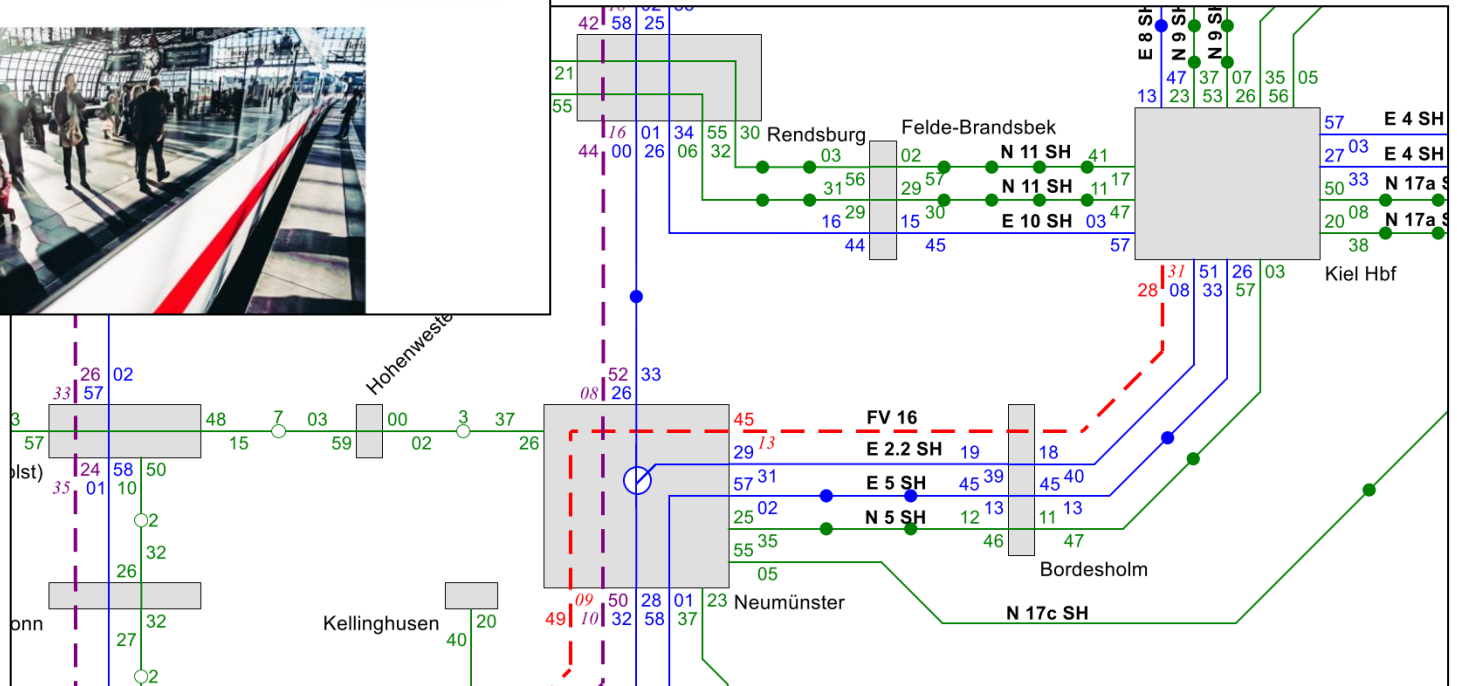 42 58 25
21
55
16 01 34 55 30
44 00 26 06 32
Rendsburg
Felde-Brandsbek
03 02 N 11 SH 41
56 57 17
31 29 N 11 SH 11
29 30 47
16 15 E 10 SH 03
44 45 57
E 8 SH
N 9 SH
N 9 SH
47 37 07 35 05
13 23 53 26 56
57 E 4 SH
03
27 E 4 SH
33
50 N 17a S
08
20 N 17a S
38
Kiel Hbf
31 51 26 03
28 08 33 57
Hohenweste
26 02
33 57
3 48 7 03 00 3 37
57 15 59 02 26
lst)
24 58 50
35 01 10
2
32
26
onn
32
27
2
Kellinghusen
20
40
52 33
08 26
45 FV 16
13
29 E 2.2 SH 19 18
31 39 40
57 E 5 SH 45 45
02 13 13
25 N 5 SH 12 11
35 46 47
55
05
Bordesholm
Neumünster
09 50 28 01 23
49 10 32 58 37
N 17c SH